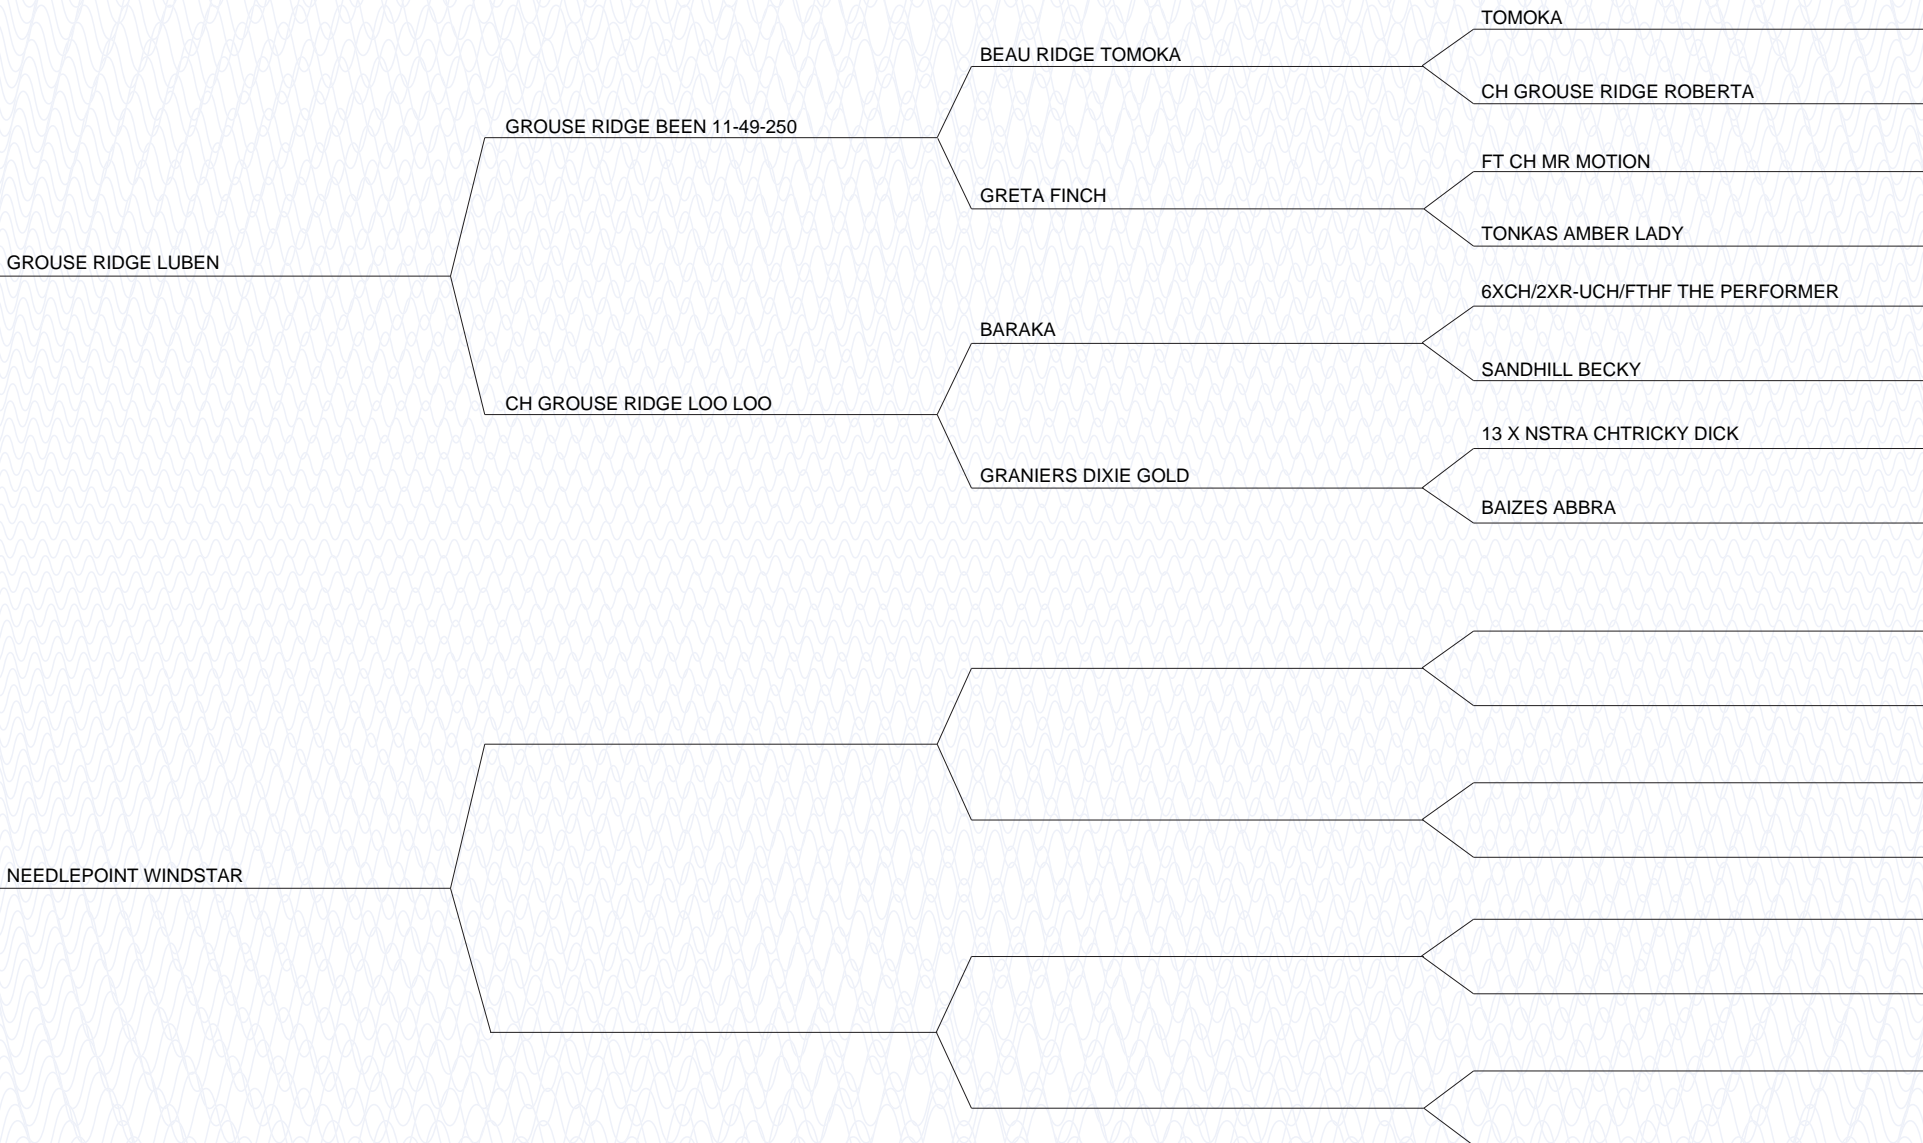 TOMOKA
BEAU RIDGE TOMOKA
CH GROUSE RIDGE ROBERTA
GROUSE RIDGE BEEN 11-49-250
FT CH MR MOTION
GRETA FINCH
TONKAS AMBER LADY
GROUSE RIDGE LUBEN
6XCH/2XR-UCH/FTHF THE PERFORMER
BARAKA
SANDHILL BECKY
CH GROUSE RIDGE LOO LOO
13 X NSTRA CHTRICKY DICK
GRANIERS DIXIE GOLD
BAIZES ABBRA
NEEDLEPOINT WINDSTAR